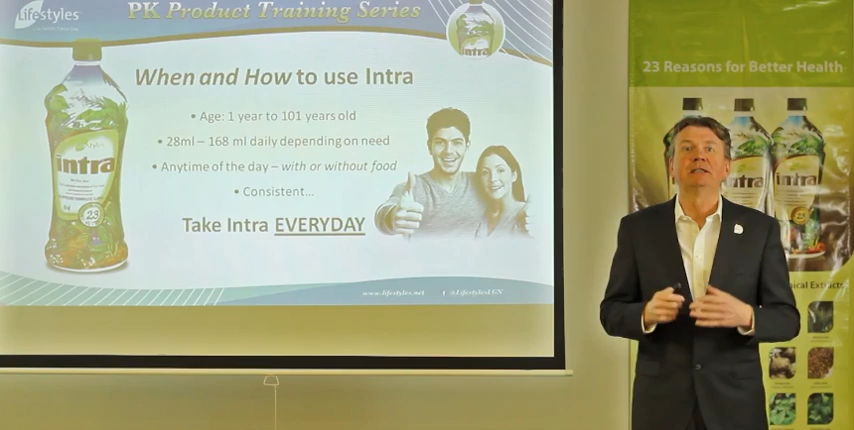 Lifestyles
PK Product Training Series
intra
When and How to use Intra
• Age: 1 year to 101 years old
• 28ml – 168 ml daily depending on need
• Anytime of the day – with or without food
• Consistent...
Take Intra EVERYDAY
intra
23
www.lifestyles.net
23 Reasons for Better Health
intra
intra
23